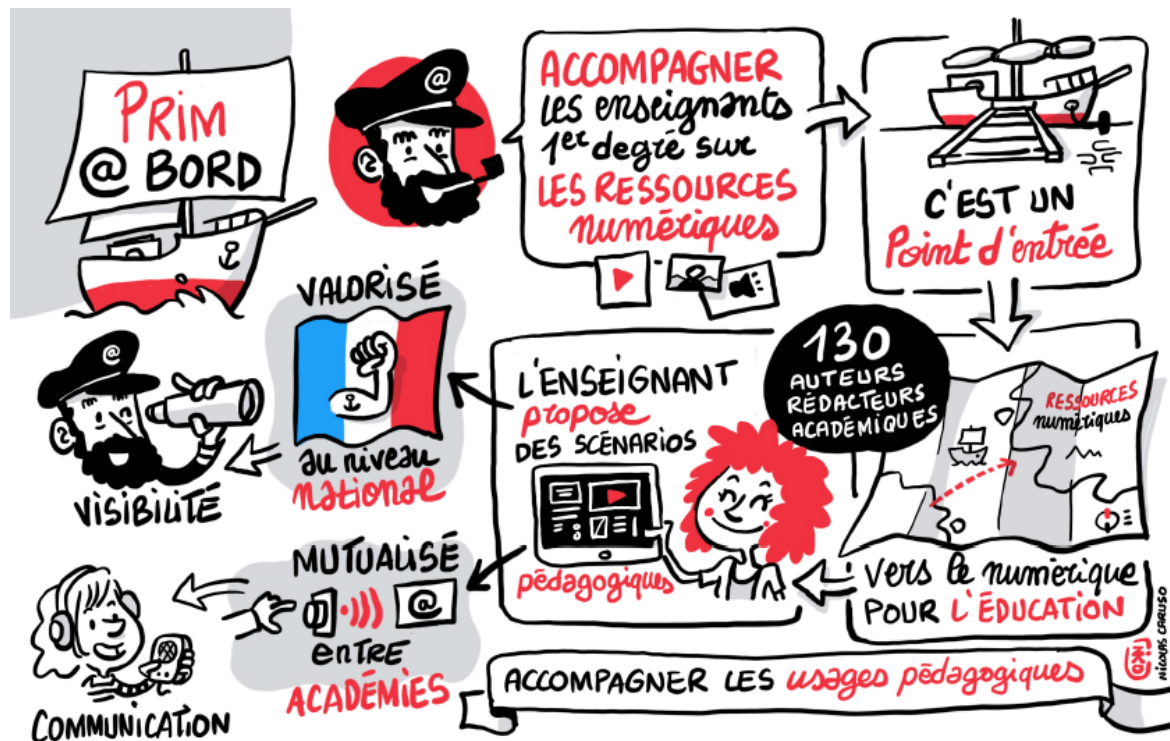 PRIM
@ BORD
@
ACCOMPAGNER
les enseignants
1er degré sur
LES RESSOURCES
numériques
C'EST UN
Point d'entrée
130
AUTEURS
RÉDACTEURS
ACADÉMIQUES
RESSOURCES
numériques
vers le numérique
POUR L'ÉDUCATION
L'ENSEIGNANT
propose
DES SCÉNARIOS
pédagogiques
VALORISÉ
au niveau
national
@
VISIBILITÉ
MUTUALISÉ
@
entre
ACADÉMIES
COMMUNICATION
ACCOMPAGNER LES usages pédagogiques
NICO
NICOLAS CARUSO